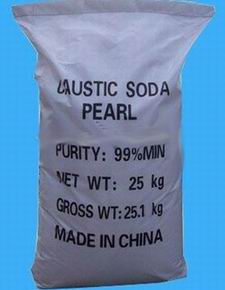 CAUSTIC SODA
PEARL
PURITY: 99%MIN
NET WT: 25 kg
GROSS WT: 25.1 kg
MADE IN CHINA